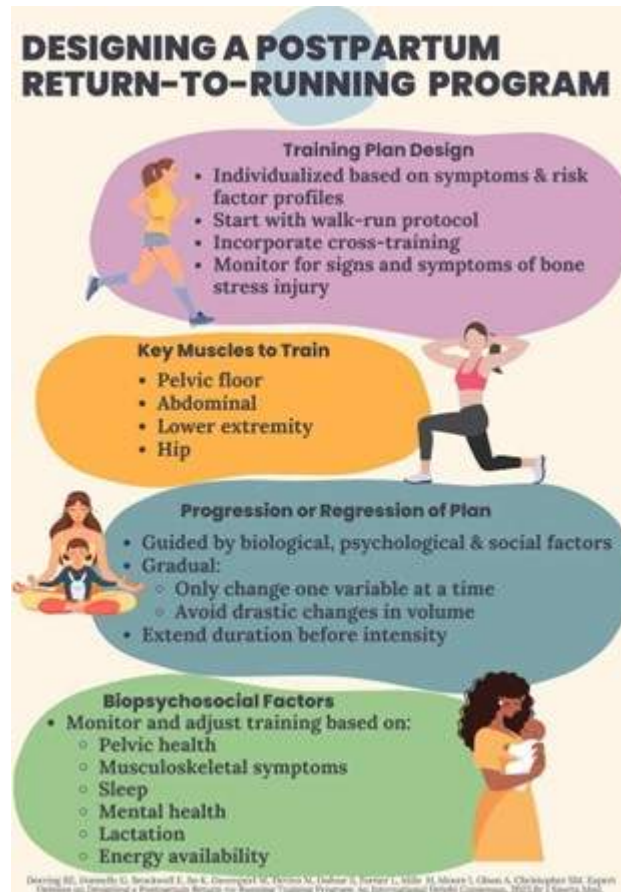 DESIGNING A POSTPARTUM
RETURN-TO-RUNNING PROGRAM
Training Plan Design
• Individualized based on symptoms & risk
factor profiles
• Start with walk-run protocol
• Incorporate cross-training
• Monitor for signs and symptoms of bone
stress injury
Key Muscles to Train
• Pelvic floor
• Abdominal
• Lower extremity
• Hip
Progression or Regression of Plan
• Guided by biological, psychological & social factors
• Gradual:
○ Only change one variable at a time
○ Avoid drastic changes in volume
• Extend duration before intensity
Biopsychosocial Factors
• Monitor and adjust training based on:
○ Pelvic health
○ Musculoskeletal symptoms
○ Sleep
○ Mental health
○ Lactation
○ Energy availability